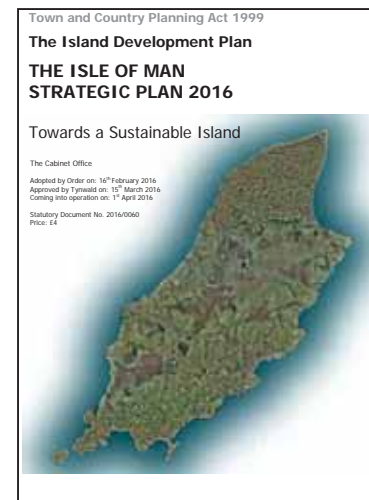 Town and Country Planning Act 1999
The Island Development Plan
THE ISLE OF MAN
STRATEGIC PLAN 2016
Towards a Sustainable Island
The Cabinet Office
Adopted by Order on: 16th February 2016
Approved by Tynwald on: 15th March 2016
Coming into operation on: 1st April 2016
Statutory Document No. 2016/0060
Price: £4